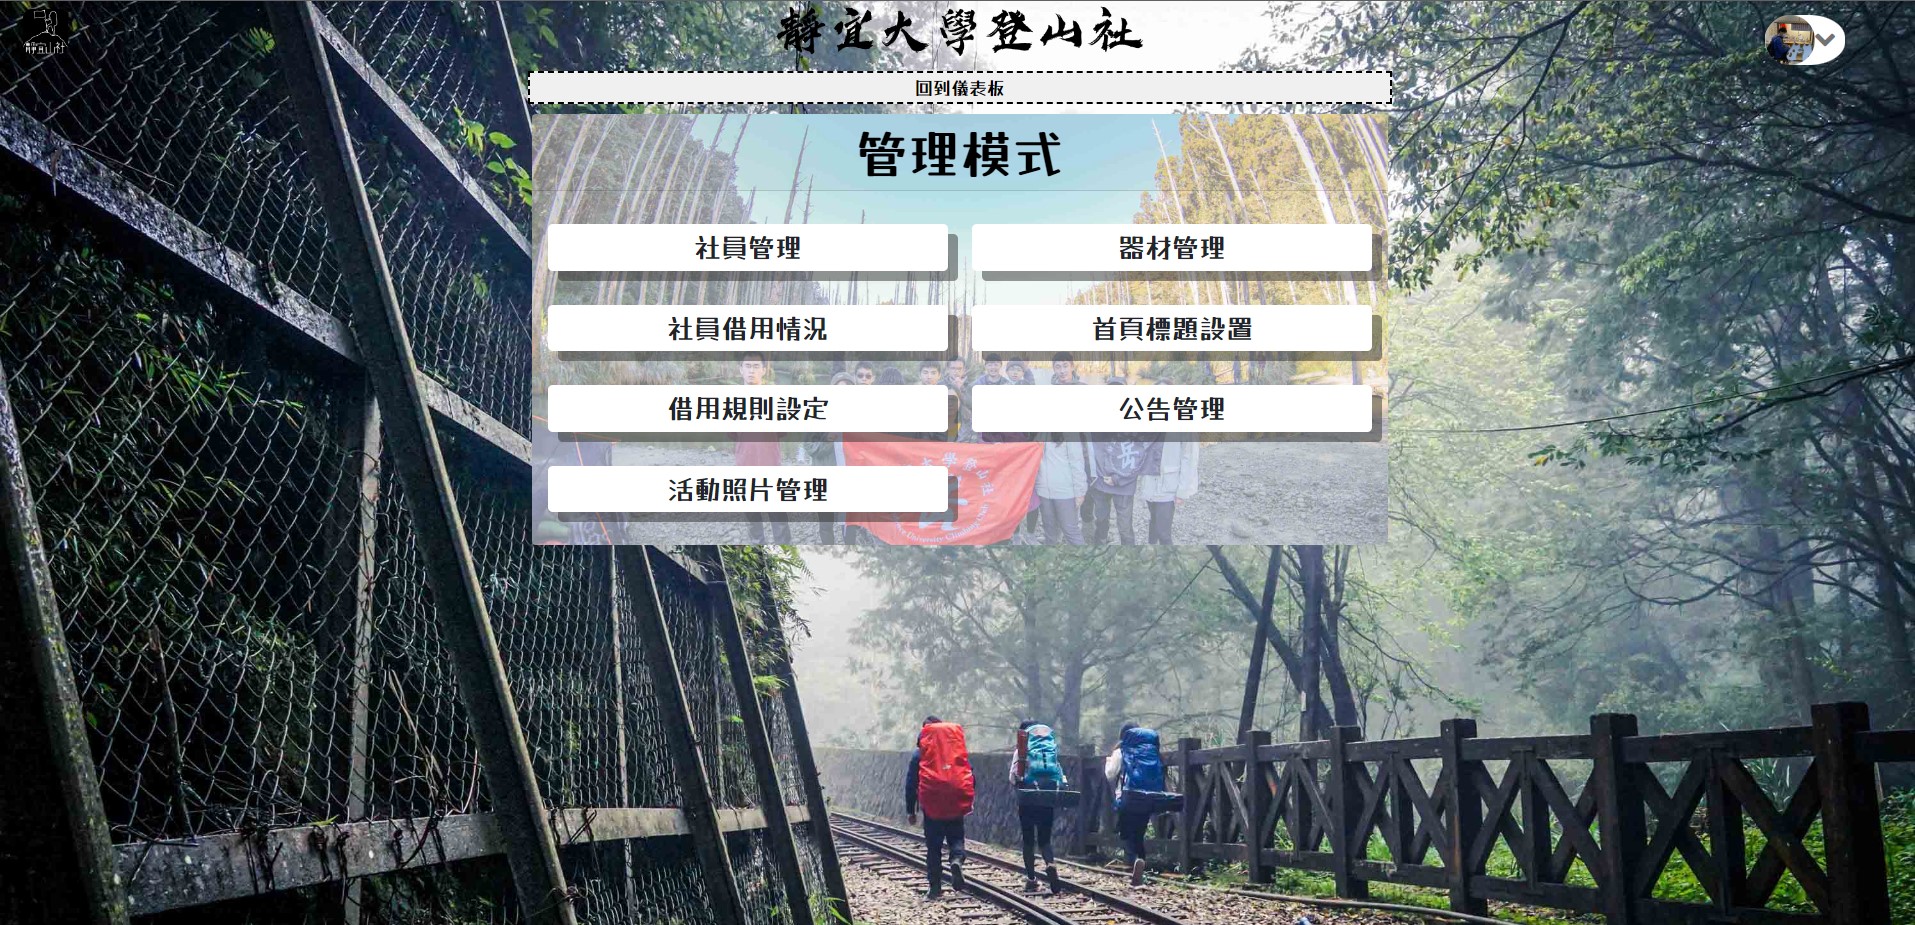 靜宜大學登山社
靜宜山社
回到儀表板
管理模式
社員管理
器材管理
社員借用情況
首頁標題設置
借用規則設定
公告管理
岳
大學登山社
University
活動照片管理